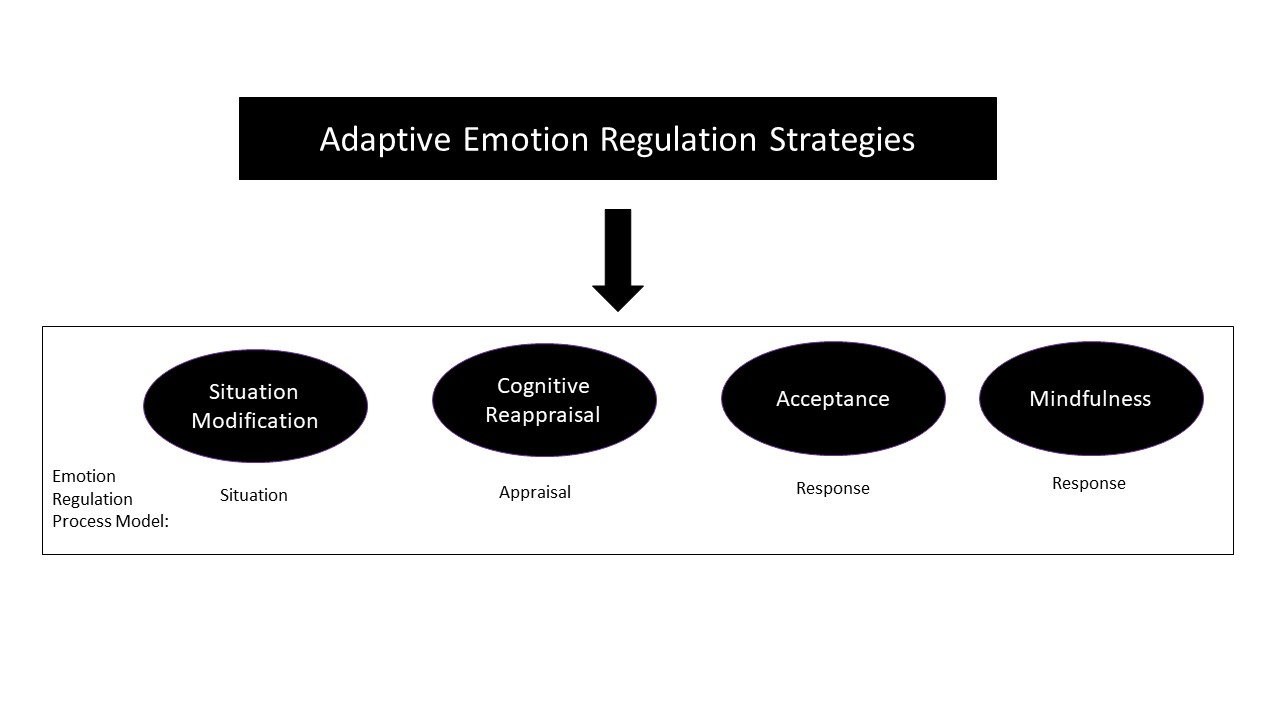 Adaptive Emotion Regulation Strategies
Situation
Modification
Cognitive
Reappraisal
Acceptance
Mindfulness
Emotion
Regulation
Process Model:
Situation
Appraisal
Response
Response